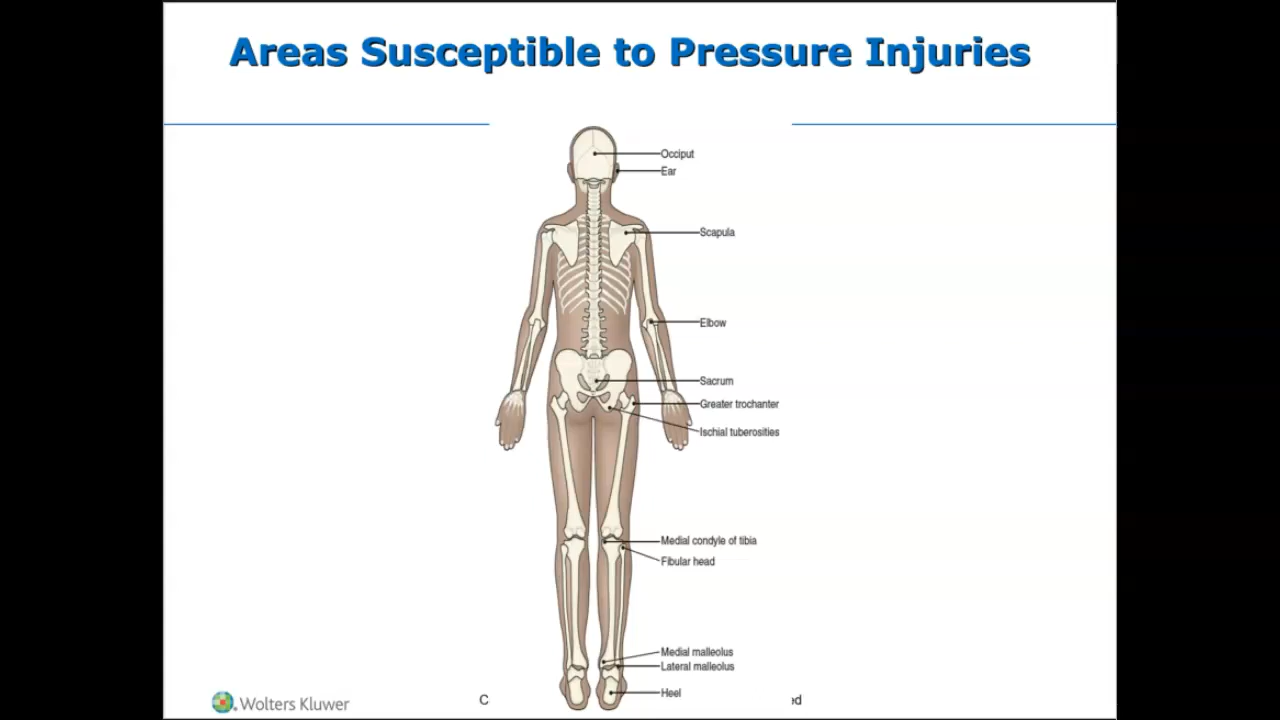 Areas Susceptible to Pressure Injuries
Occiput
Ear
Scapula
Elbow
Sacrum
Greater trochanter
Ischial tuberosities
Medial condyle of tibia
Fibular head
Medial malleolus
Lateral malleolus
Heel
Wolters Kluwer
C
ed